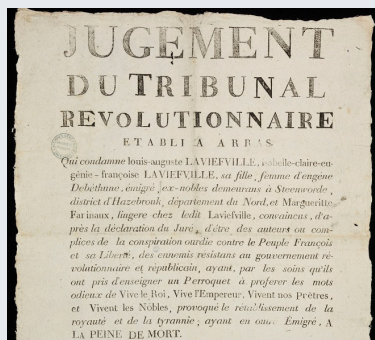 JUGEMENT
DU TRIBUNAL
REVOLUTIONNAIRE
ETABLI A ARRAS
Qui condamne louis-auguste LAVIEFVILLE, isabelle-claire-eu-
génie-françoise LAVIEFVILLE, sa fille, femme d'engene
Debéthune, émigré, ex-nobles demeurans à Steenworde,
district d'Hazebrouk, département du Nord, et Margueritte
Farinaux, lingere chez ledit Laviefville, convaincus, d'a-
près la déclaration du Juré, d'être des auteurs ou com-
plices de la conspiration ourdie contre le Peuple François
et sa Liberté, des ennemis résistans au gouvernement ré-
volutionnaire et républicain, ayant, par les soins qu'ils
ont pris d'enseigner un Perroquet à proferer les mots
odieux de Vive le Roi, Vive l'Empereur, Vivent nos Prêtres,
et Vivent les Nobles, provoqué le rétablissement de la
royauté et de la tyrannie; ayant en outre Émigré, A
LA PEINE DE MORT.